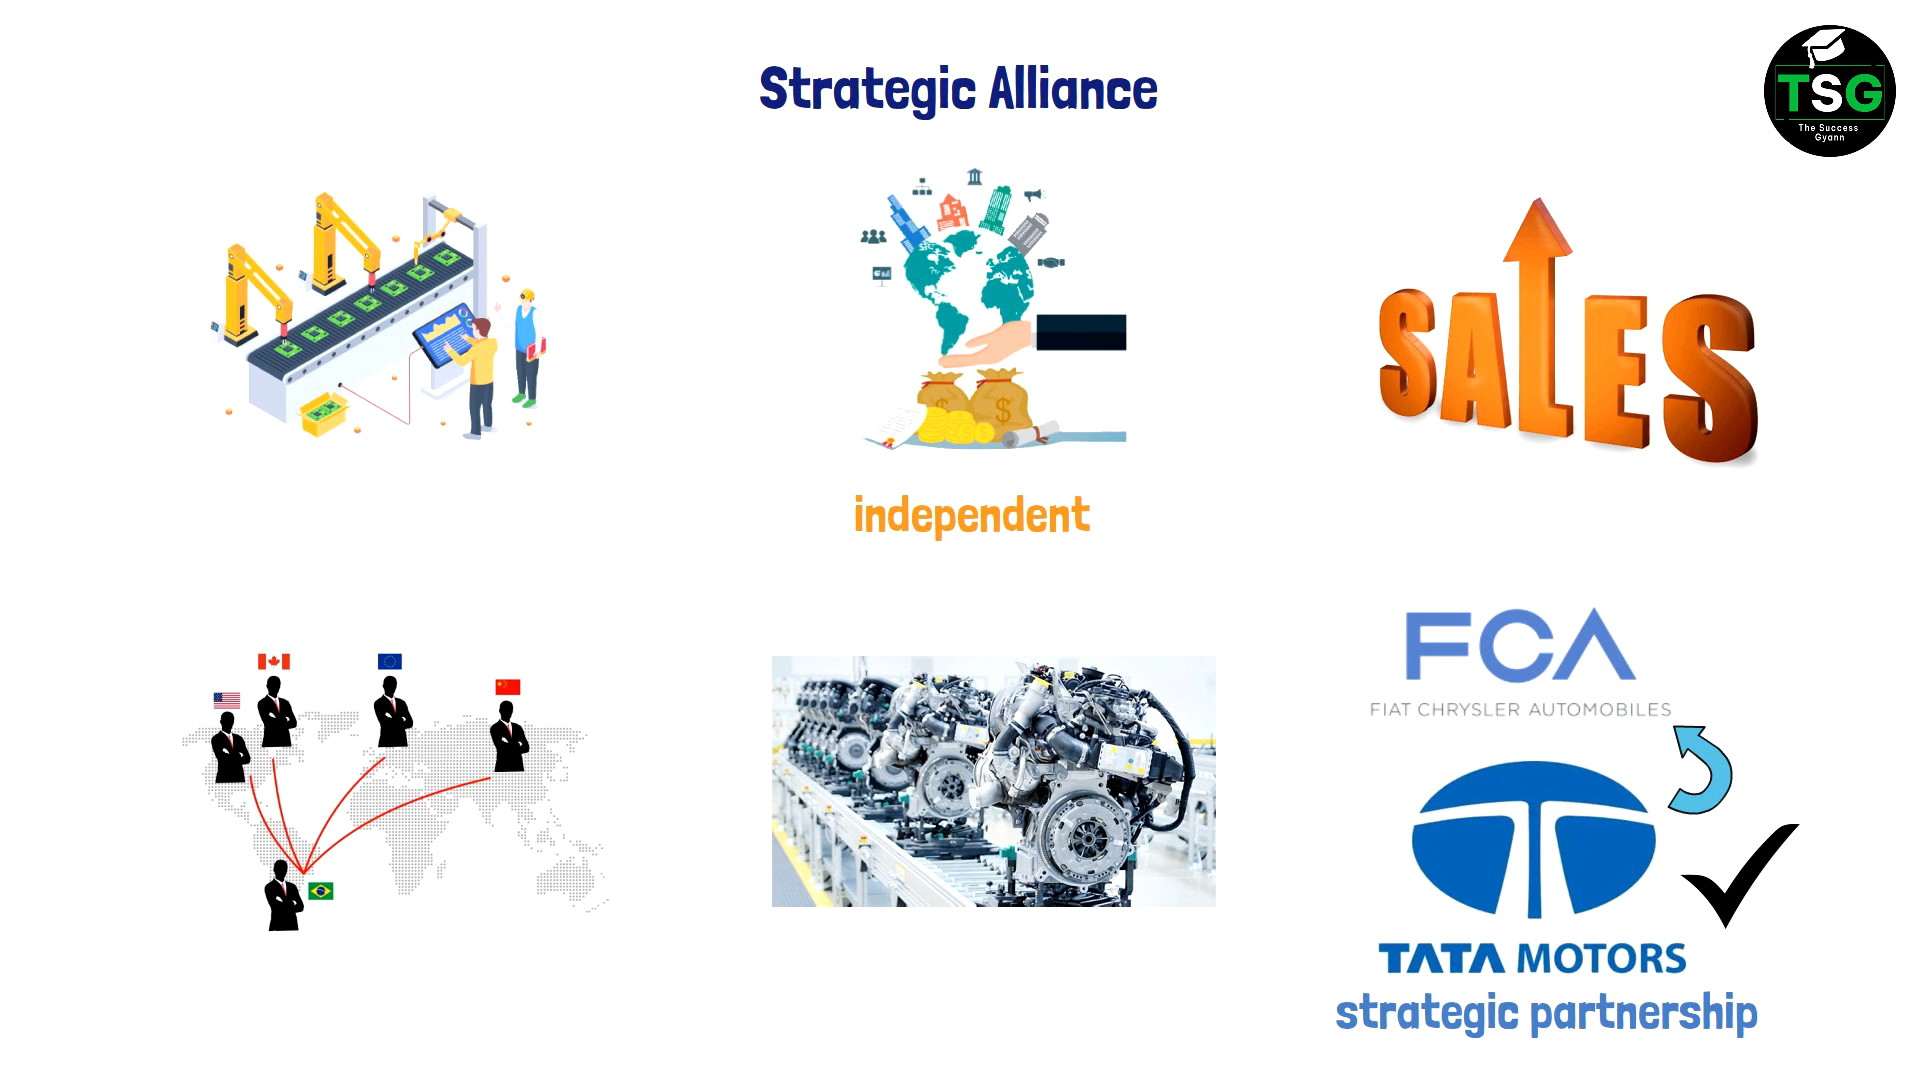 Strategic Alliance
TSG
The Success
Gyann
SALES
independent
FCA
FIAT CHRYSLER AUTOMOBILES
TATA MOTORS
strategic partnership